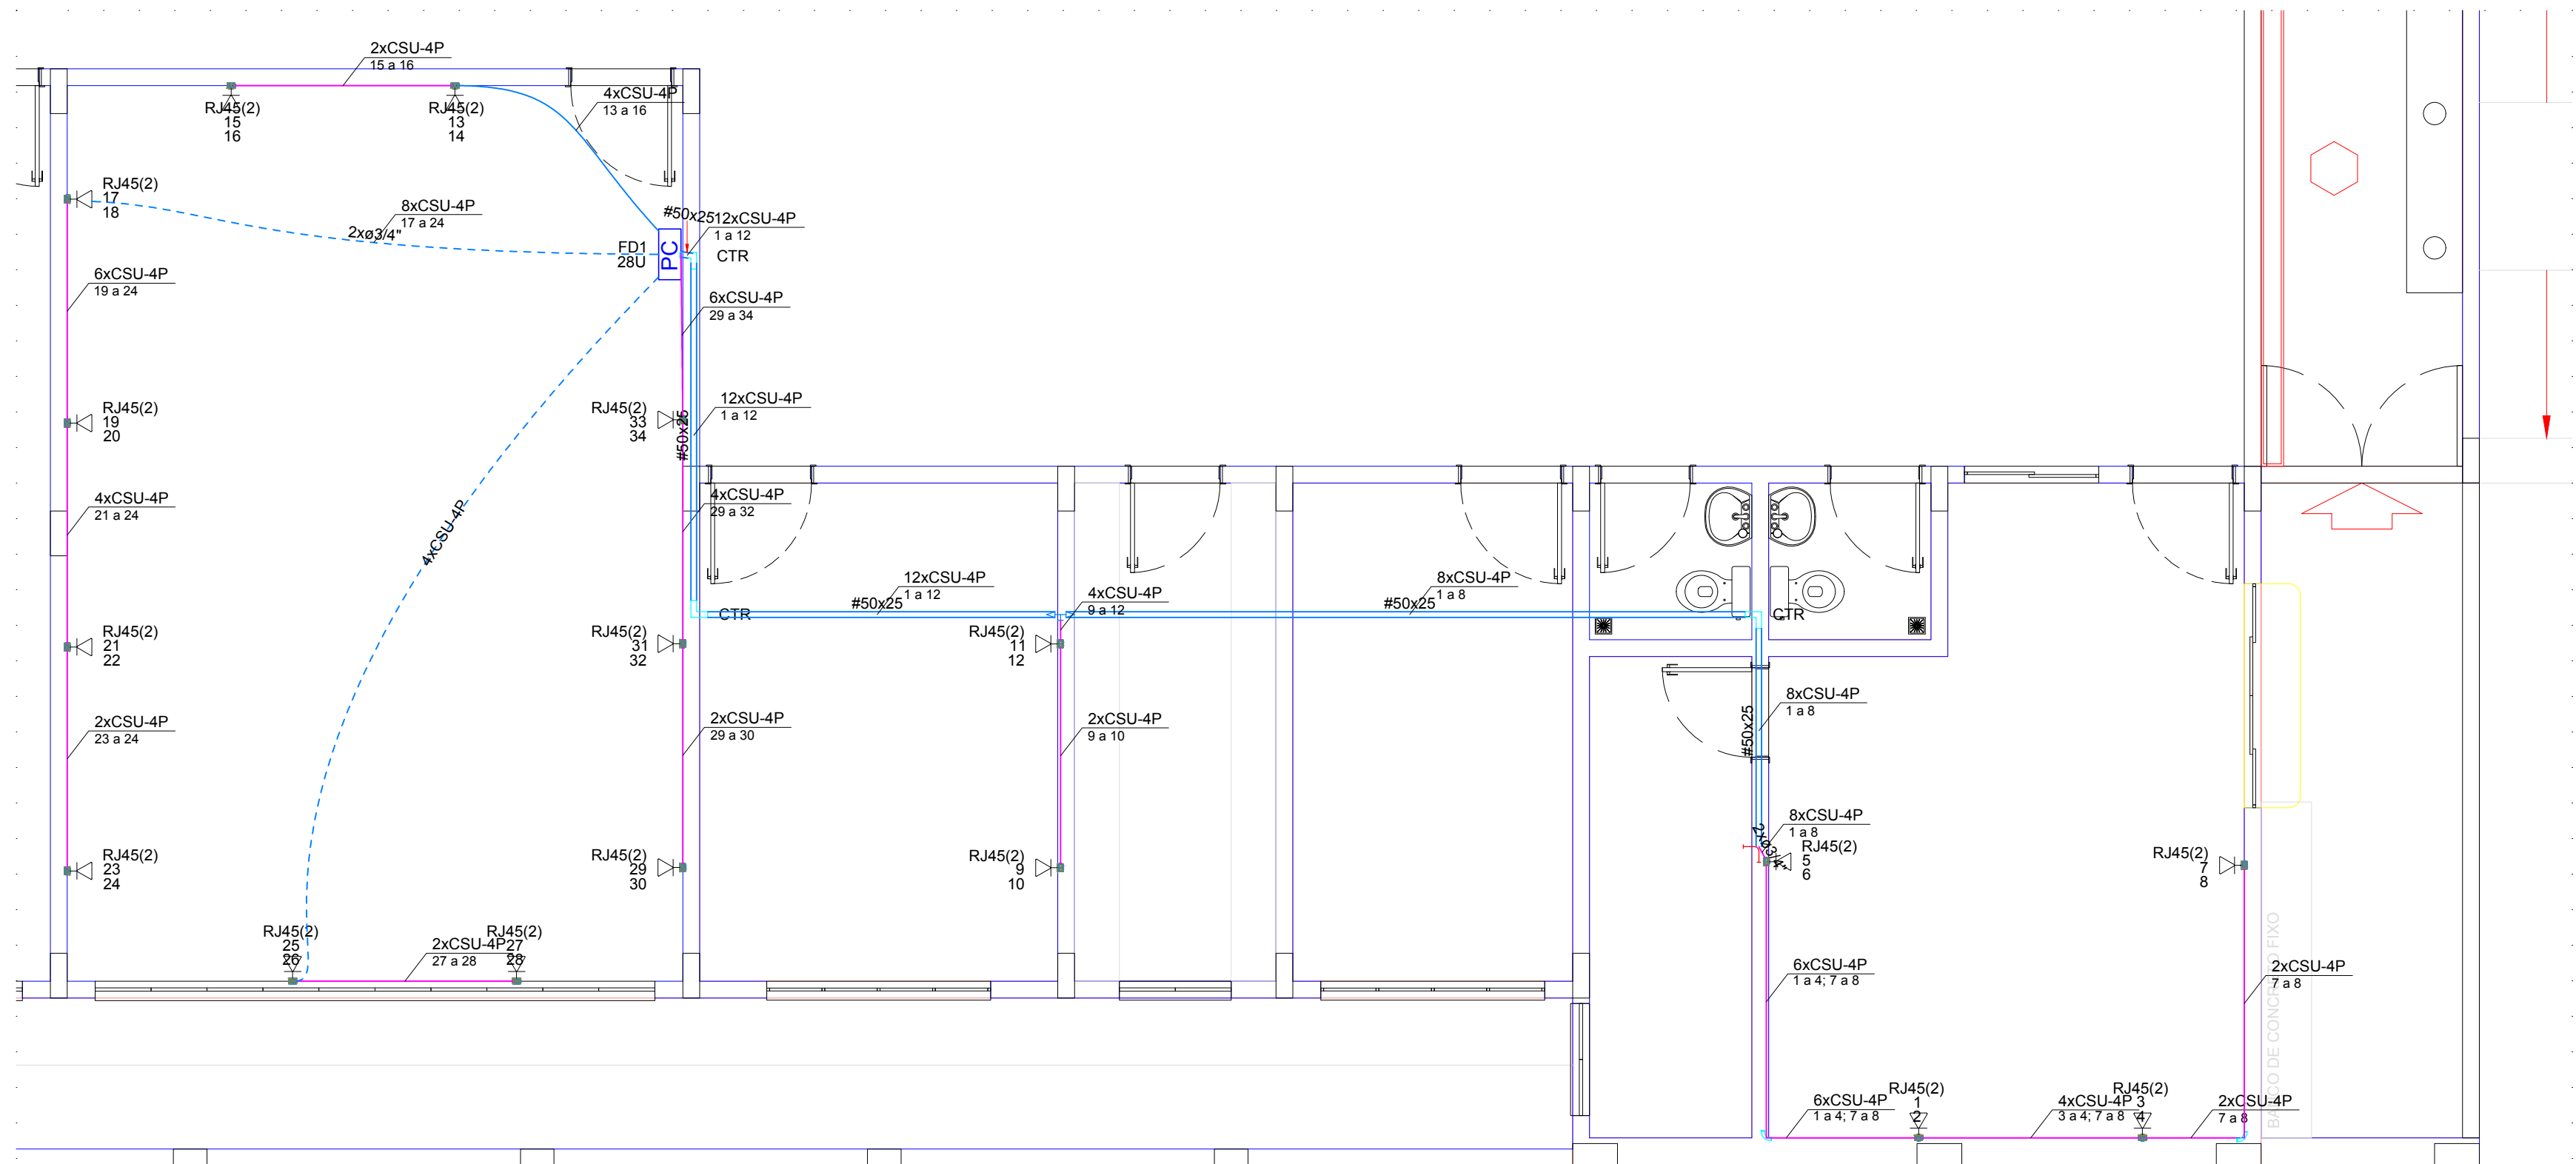 2xCSU-4P
15 a 16
RJ45(2)
15
16
RJ45(2)
13
14
4xCSU-4P
13 a 16
RJ45(2)
17
18
8xCSU-4P
17 a 24
2xø3/4"
#50x25
12xCSU-4P
1 a 12
FD1
28U
PC
CTR
6xCSU-4P
19 a 24
6xCSU-4P
29 a 34
RJ45(2)
19
20
RJ45(2)
33
34
#50x25
12xCSU-4P
1 a 12
4xCSU-4P
21 a 24
4xCSU-4P
4xCSU-4P
29 a 32
12xCSU-4P
1 a 12
#50x25
CTR
4xCSU-4P
9 a 12
8xCSU-4P
1 a 8
#50x25
CTR
RJ45(2)
21
22
RJ45(2)
31
32
RJ45(2)
11
12
2xCSU-4P
23 a 24
2xCSU-4P
29 a 30
2xCSU-4P
9 a 10
8xCSU-4P
1 a 8
#50x25
RJ45(2)
23
24
RJ45(2)
29
30
RJ45(2)
9
10
8xCSU-4P
1 a 8
2xø3/4"
RJ45(2)
5
6
RJ45(2)
7
8
RJ45(2)
25
26
2xCSU-4P
27 a 28
RJ45(2)
27
28
6xCSU-4P
1 a 4; 7 a 8
2xCSU-4P
7 a 8
BANCO DE CONCRETO FIXO
6xCSU-4P
1 a 4; 7 a 8
RJ45(2)
1
2
4xCSU-4P
3 a 4; 7 a 8
RJ45(2)
3
4
2xCSU-4P
7 a 8